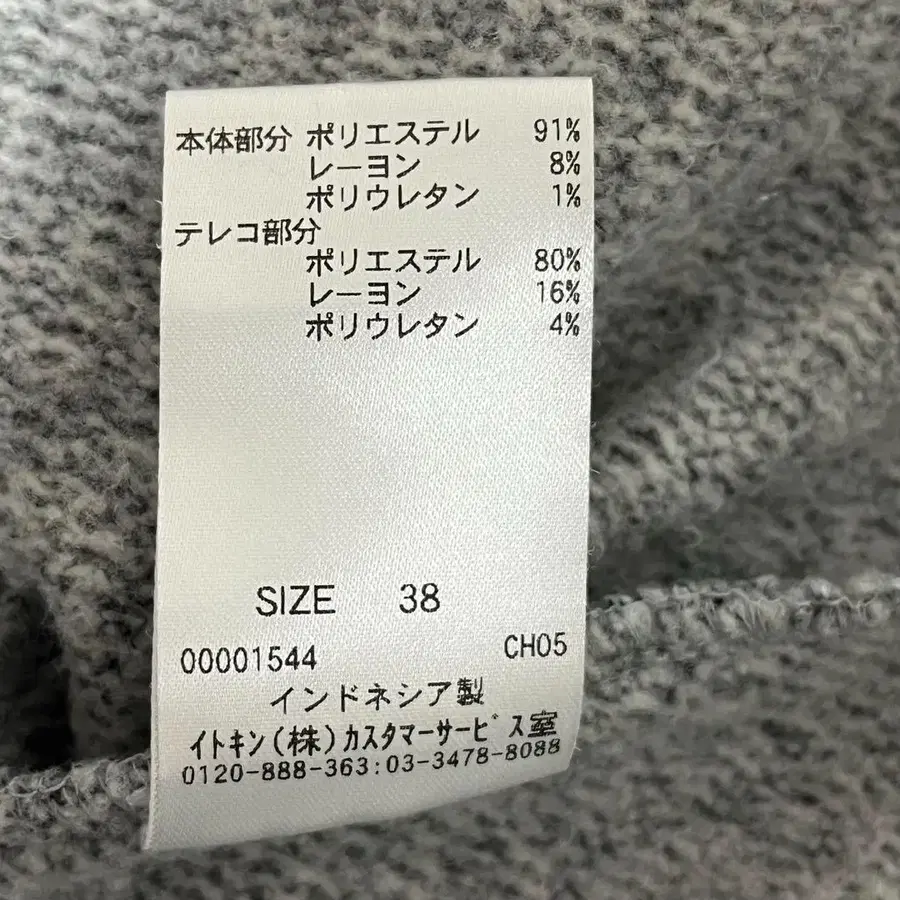 本体部分 ポリエステル 91%
レーヨン 8%
ポリウレタン 1%
テレコ部分
ポリエステル 80%
レーヨン 16%
ポリウレタン 4%
SIZE 38
00001544 CH05
インドネシア製
イトキン(株)カスタマーサービス室
0120-888-363:03-3478-8088